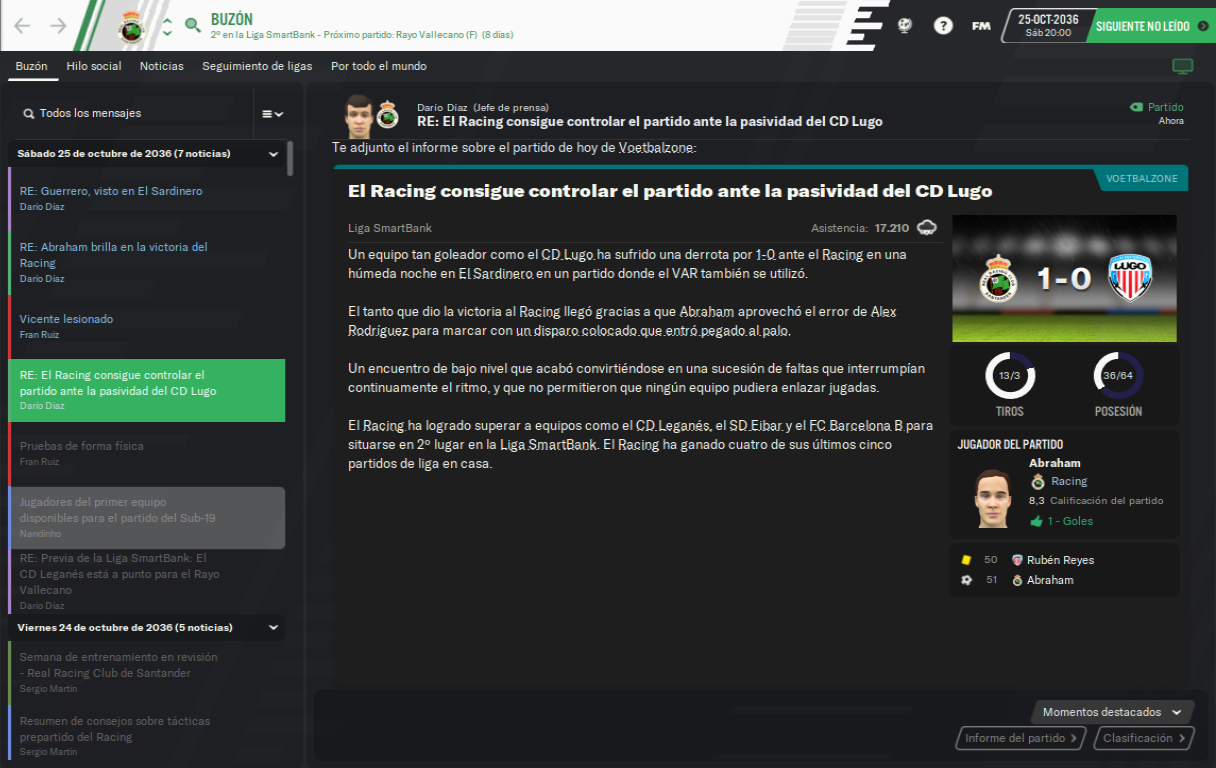 BUZÓN
2º en la Liga SmartBank - Próximo partido: Rayo Vallecano (F) (8 días)
FM
25-OCT-2036
Sáb 20:00
SIGUIENTE NO LEÍDO
Buzón
Hilo social
Noticias
Seguimiento de ligas
Por todo el mundo
Todos los mensajes
Sábado 25 de octubre de 2036 (7 noticias)
RE: Guerrero, visto en El Sardinero
Darío Díaz
RE: Abraham brilla en la victoria del
Racing
Darío Díaz
Vicente lesionado
Fran Ruiz
RE: El Racing consigue controlar el
partido ante la pasividad del CD Lugo
Darío Díaz
Pruebas de forma física
Fran Ruiz
Jugadores del primer equipo
disponibles para el partido del Sub-19
Nandinho
RE: Previa de la Liga SmartBank: El
CD Leganés está a punto para el Rayo
Vallecano
Darío Díaz
Viernes 24 de octubre de 2036 (5 noticias)
Semana de entrenamiento en revisión
- Real Racing Club de Santander
Sergio Martín
Resumen de consejos sobre tácticas
prepartido del Racing
Sergio Martín
Darío Díaz (Jefe de prensa)
RE: El Racing consigue controlar el partido ante la pasividad del CD Lugo
Partido
Ahora
Te adjunto el informe sobre el partido de hoy de Voetbalzone:
VOETBALZONE
El Racing consigue controlar el partido ante la pasividad del CD Lugo
Liga SmartBank
Asistencia: 17.210
Un equipo tan goleador como el CD Lugo ha sufrido una derrota por 1-0 ante el Racing en una
húmeda noche en El Sardinero en un partido donde el VAR también se utilizó.
El tanto que dio la victoria al Racing llegó gracias a que Abraham aprovechó el error de Alex
Rodríguez para marcar con un disparo colocado que entró pegado al palo.
Un encuentro de bajo nivel que acabó convirtiéndose en una sucesión de faltas que interrumpían
continuamente el ritmo, y que no permitieron que ningún equipo pudiera enlazar jugadas.
El Racing ha logrado superar a equipos como el CD Leganés, el SD Eibar y el FC Barcelona B para
situarse en 2º lugar en la Liga SmartBank. El Racing ha ganado cuatro de sus últimos cinco
partidos de liga en casa.
1-0
LUGO
13/3
TIROS
36/64
POSESIÓN
JUGADOR DEL PARTIDO
Abraham
Racing
8,3 Calificación del partido
1 - Goles
50 Rubén Reyes
51 Abraham
Momentos destacados
Informe del partido
Clasificación